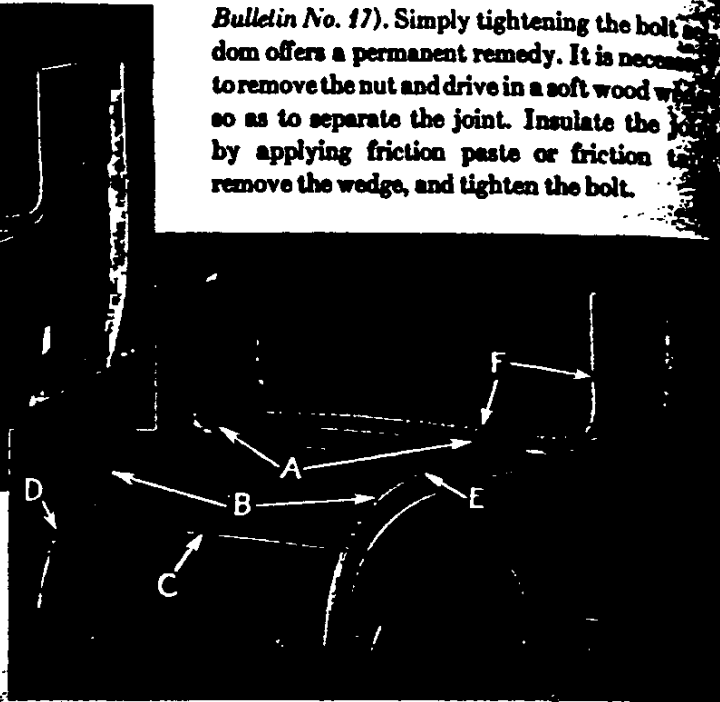 Bulletin No. 17). Simply tightening the bolt
dom offers a permanent remedy. It is
to remove the nut and drive in a soft wood
so as to separate the joint. Insulate the
by applying friction paste or friction
remove the wedge, and tighten the bolt.
F
A
D
B
E
C